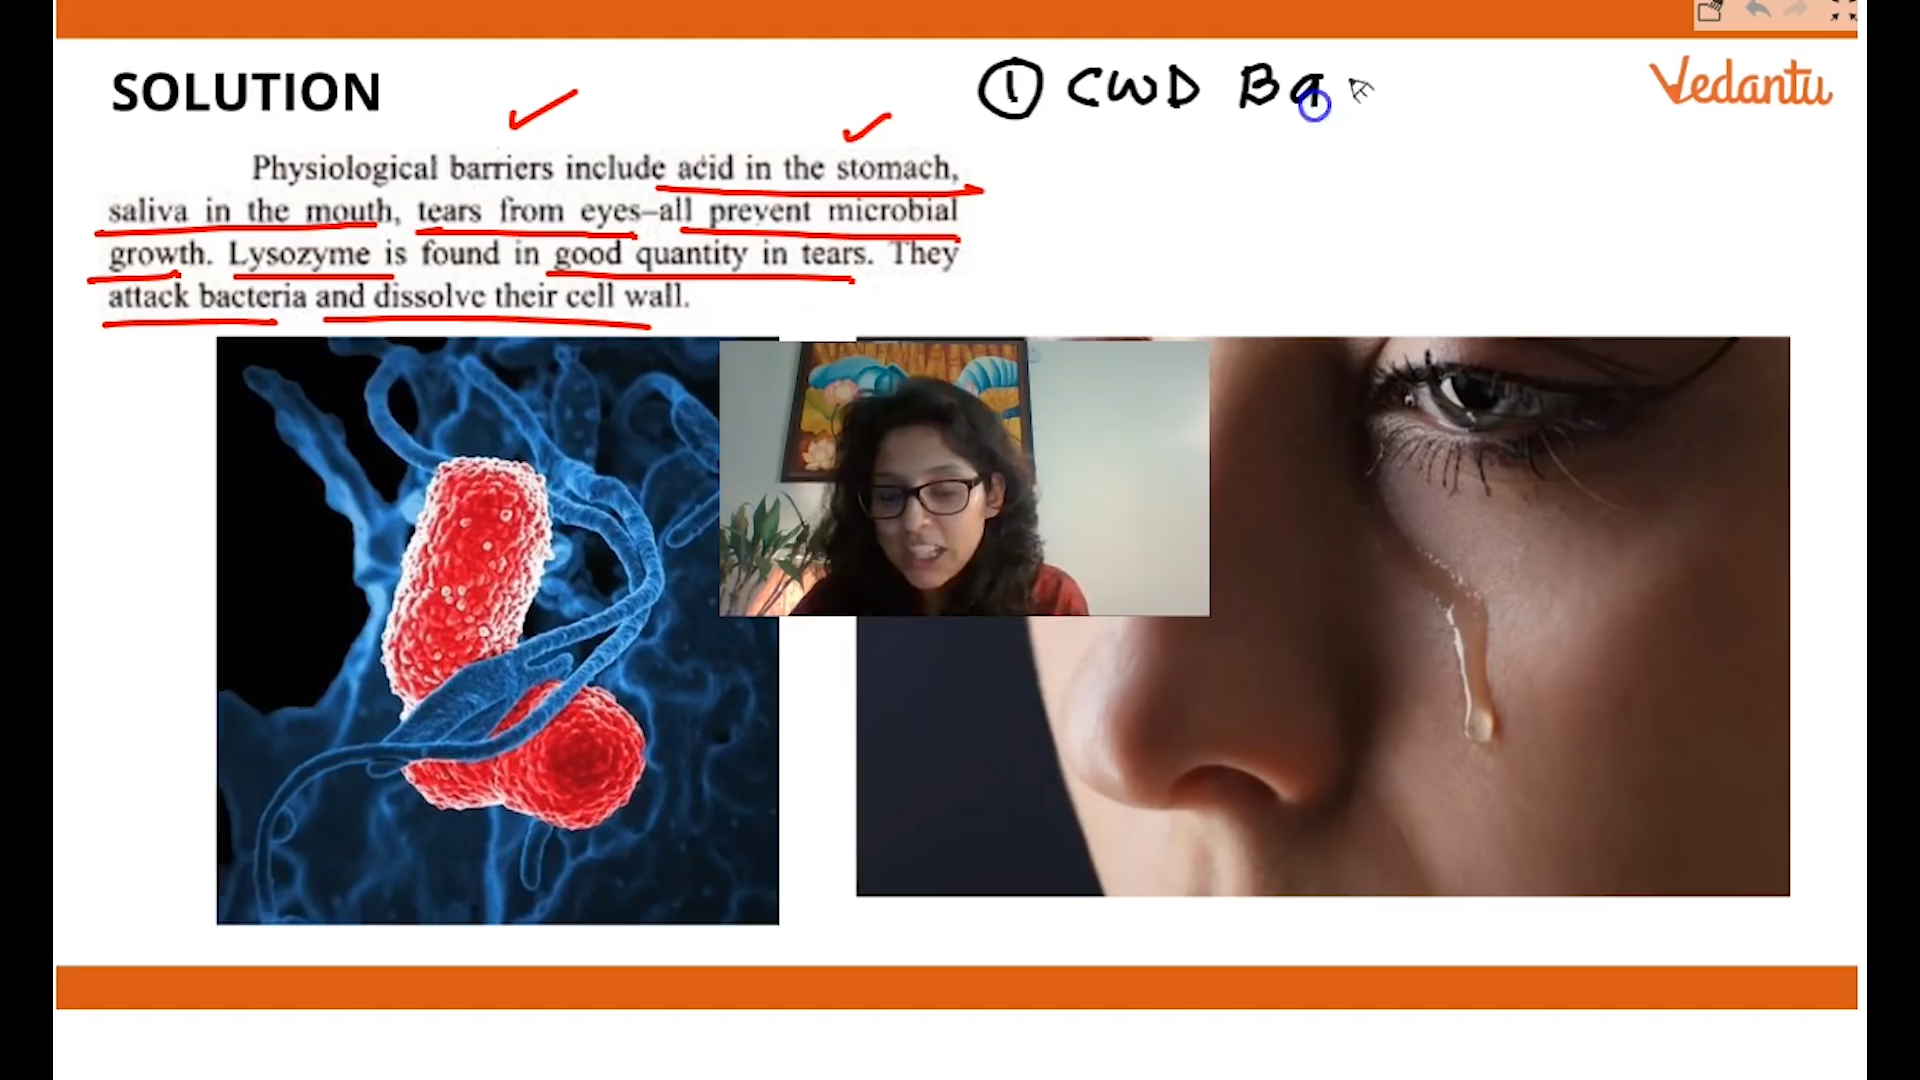 SOLUTION
① CWD Ba
Vedantu
Physiological barriers include acid in the stomach,
saliva in the mouth, tears from eyes–all prevent microbial
growth. Lysozyme is found in good quantity in tears. They
attack bacteria and dissolve their cell wall.